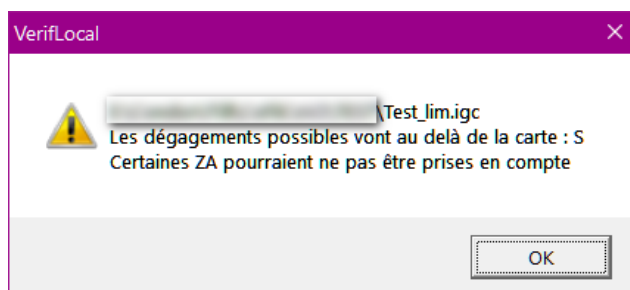 VerifLocal
\Test_lim.igc
Les dégagements possibles vont au delà de la carte : S
Certaines ZA pourraient ne pas être prises en compte
OK